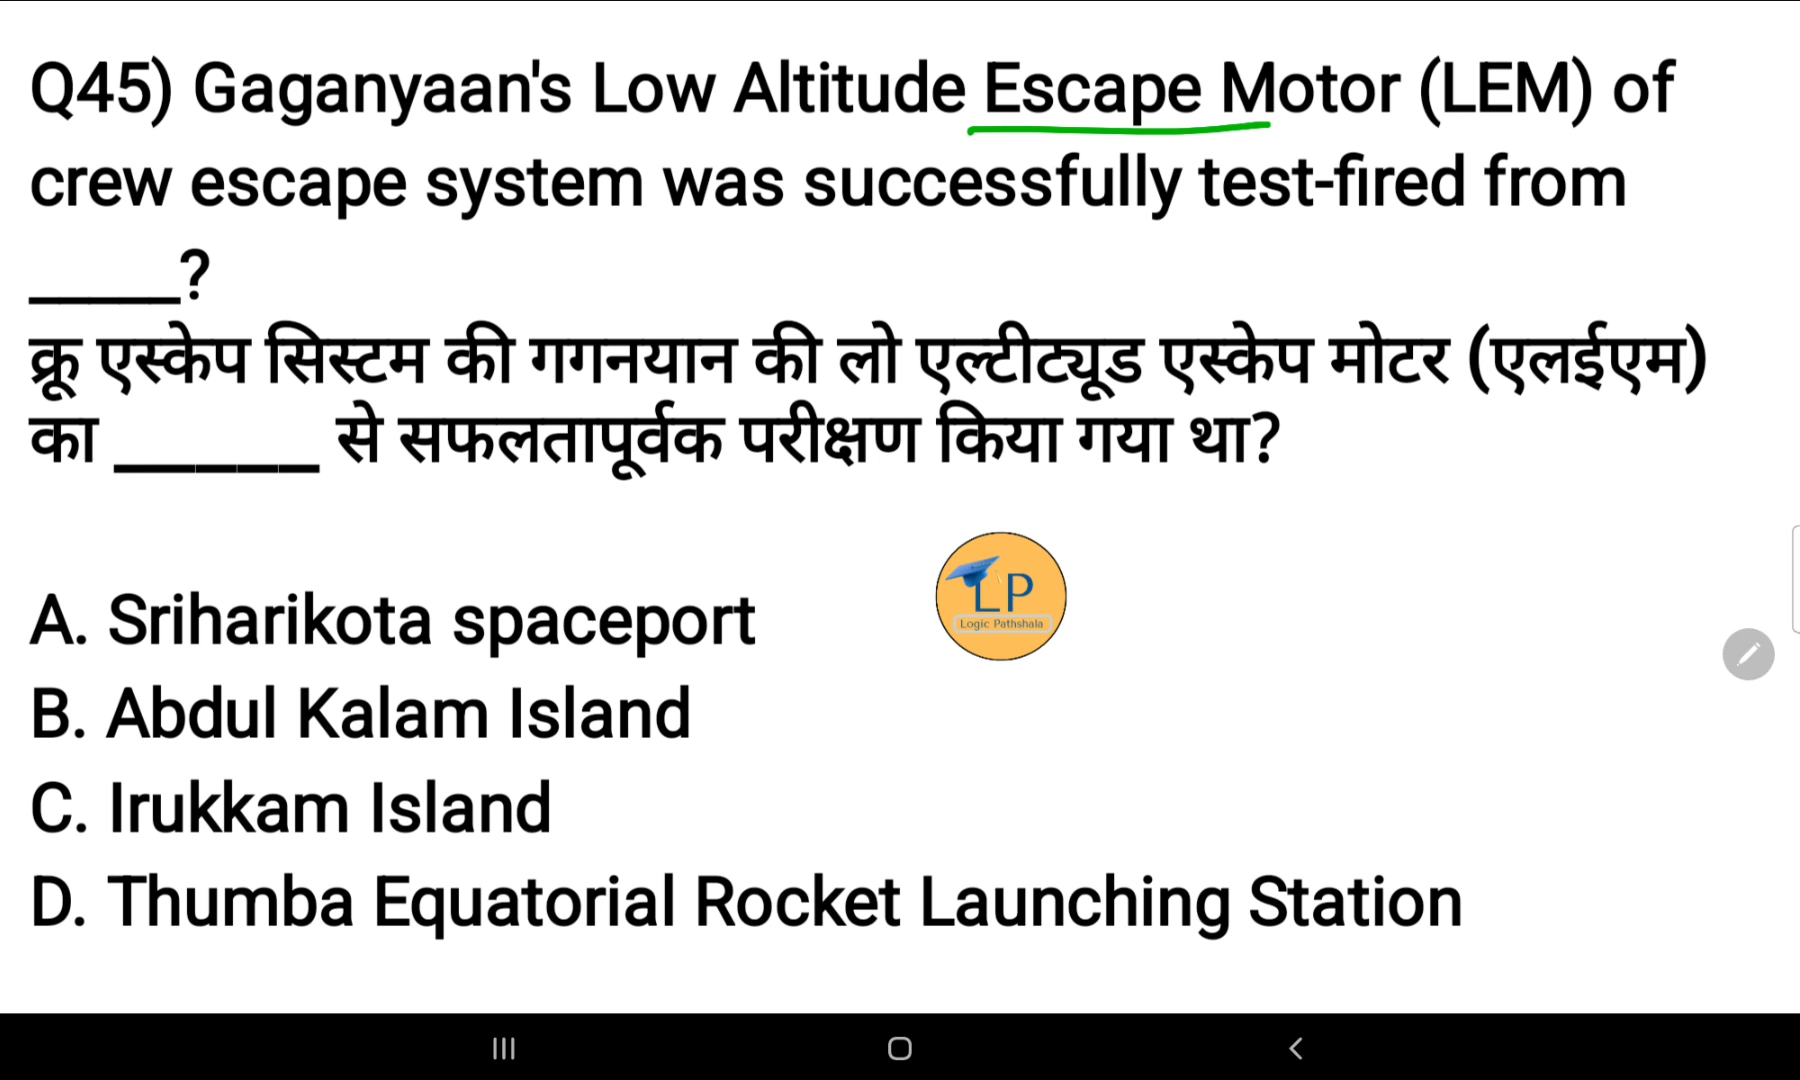 Q45) Gaganyaan's Low Altitude Escape Motor (LEM) of
crew escape system was successfully test-fired from
_____?
क्रू एस्केप सिस्टम की गगनयान की लो एल्टीट्यूड एस्केप मोटर (एलईएम)
का _____ से सफलतापूर्वक परीक्षण किया गया था?
LP
Logic Pathshala
A. Sriharikota spaceport
B. Abdul Kalam Island
C. Irukkam Island
D. Thumba Equatorial Rocket Launching Station